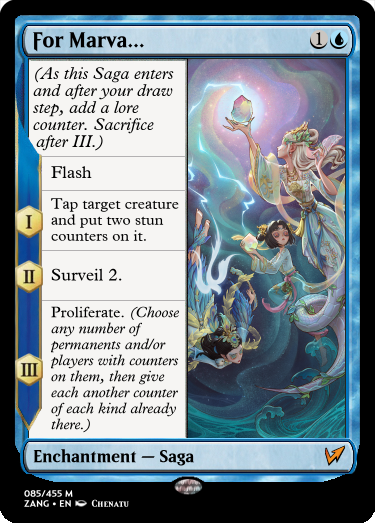 For Marva... 1
(As this Saga enters
and after your draw
step, add a lore
counter. Sacrifice
after III.)
Flash
I
Tap target creature
and put two stun
counters on it.
II
Surveil 2.
III
Proliferate. (Choose
any number of
permanents and/or
players with counters
on them, then give
each another counter
of each kind already
there.)
Enchantment — Saga
085/455 M
ZANG • EN Chenatu